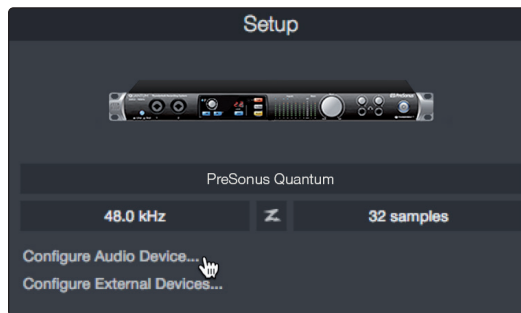 Setup
PreSonus Quantum
48.0 kHz
Z
32 samples
Configure Audio Device...
Configure External Devices...